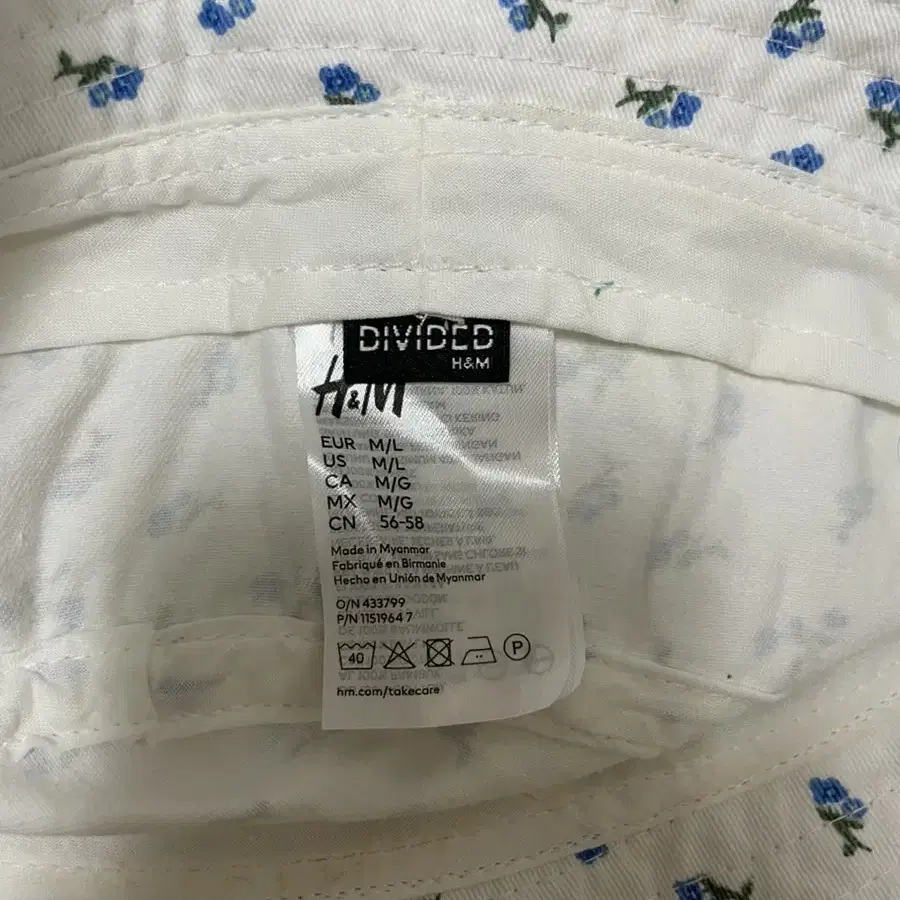 DIVIDED
H&M
H&M
EUR M/L
US M/L
CA M/G
MX M/G
CN 56-58
Made in Myanmar
Fabriqué en Birmanie
Hecho en Unión de Myanmar
O/N 433799
P/N 1151964 7
40 P
hm.com/takecare